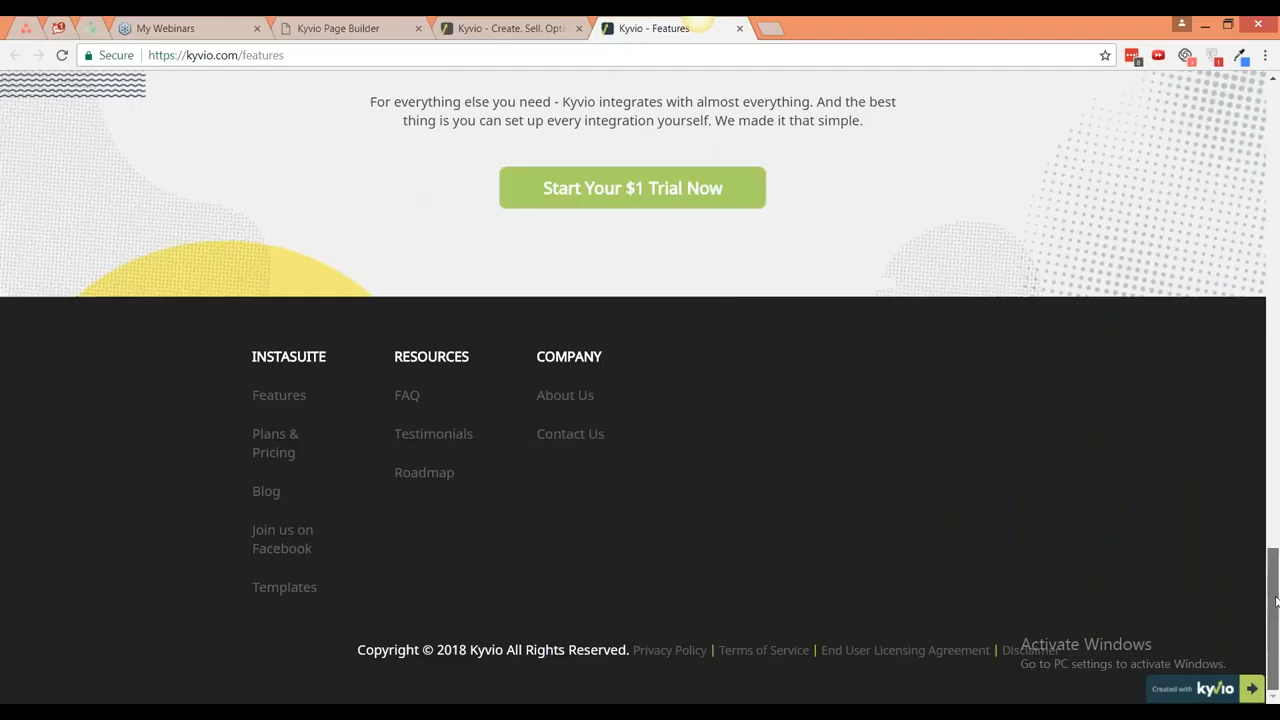 My Webinars
Kyvio Page Builder
Kyvio - Create. Sell. Opti
Kyvio - Features
Secure
https://kyvio.com/features
8
3
1
For everything else you need - Kyvio integrates with almost everything. And the best
thing is you can set up every integration yourself. We made it that simple.
Start Your $1 Trial Now
INSTASUITE
Features
Plans &
Pricing
Blog
Join us on
Facebook
Templates
RESOURCES
FAQ
Testimonials
Roadmap
COMPANY
About Us
Contact Us
Copyright © 2018 Kyvio All Rights Reserved. Privacy Policy | Terms of Service | End User Licensing Agreement | Disclaimer
Activate Windows
Go to PC settings to activate Windows.
Created with kyvio